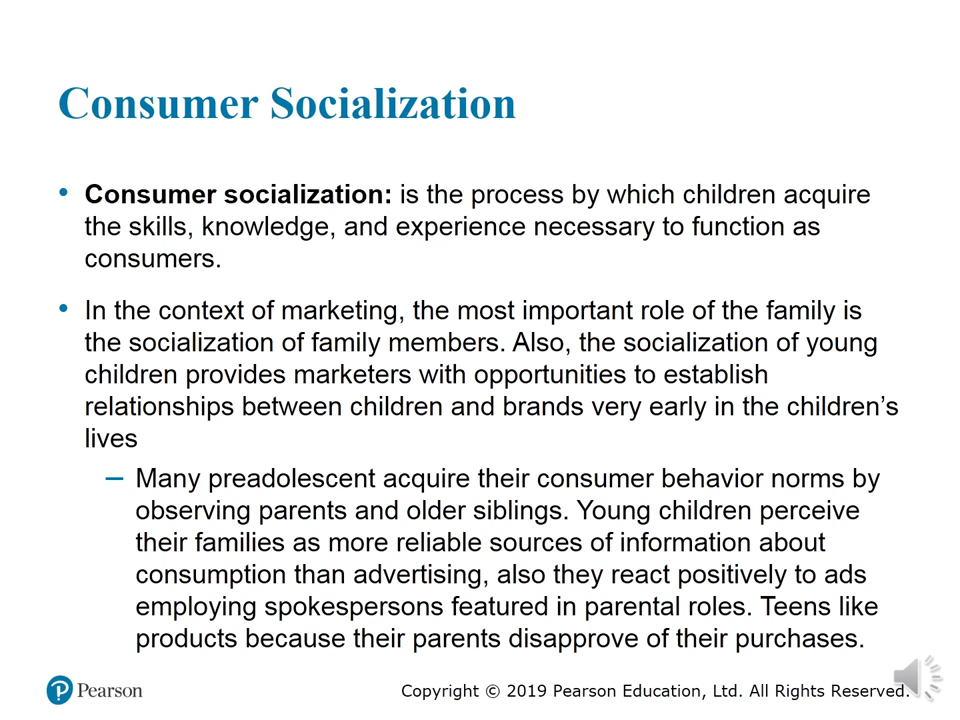 Consumer Socialization
• Consumer socialization: is the process by which children acquire
the skills, knowledge, and experience necessary to function as
consumers.
• In the context of marketing, the most important role of the family is
the socialization of family members. Also, the socialization of young
children provides marketers with opportunities to establish
relationships between children and brands very early in the children’s
lives
– Many preadolescent acquire their consumer behavior norms by
observing parents and older siblings. Young children perceive
their families as more reliable sources of information about
consumption than advertising, also they react positively to ads
employing spokespersons featured in parental roles. Teens like
products because their parents disapprove of their purchases.
Pearson
Copyright © 2019 Pearson Education, Ltd. All Rights Reserved.